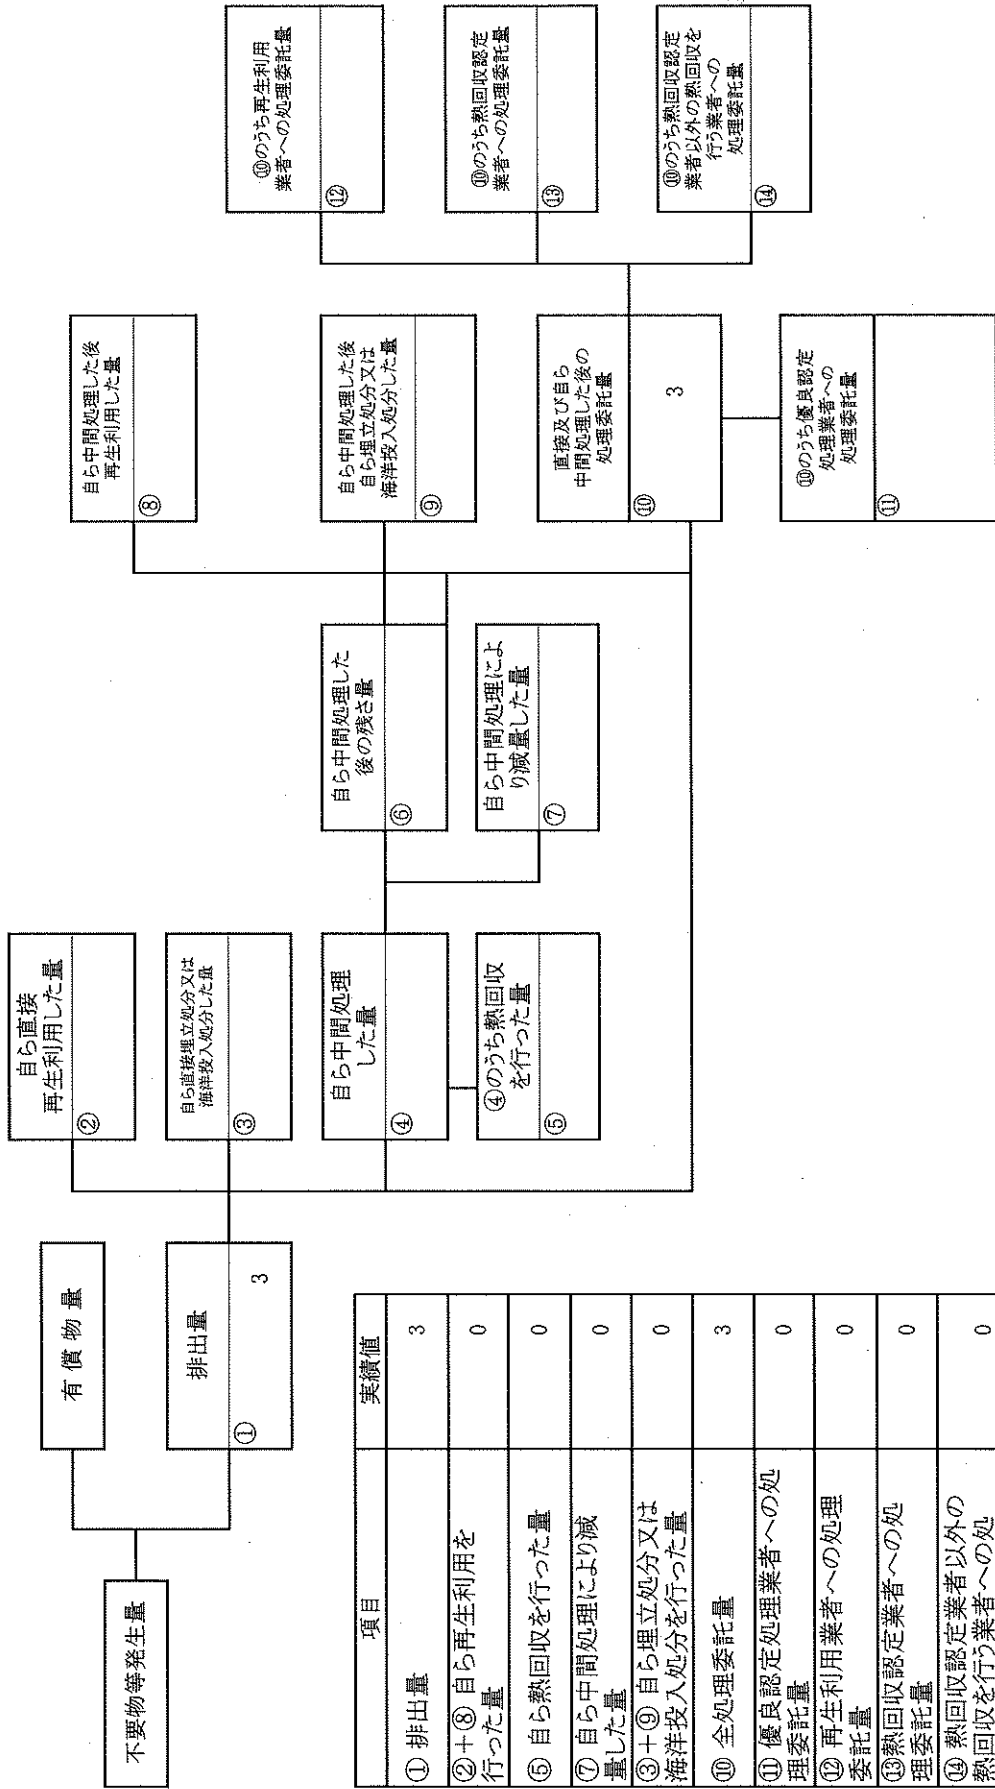 不要物等発生量
有償物量
排出量
①
3
自ら直接
再生利用した量
②
自ら直接埋立処分又は
海洋投入処分した量
③
自ら中間処理
した量
④
④のうち熱回収
を行った量
⑤
自ら中間処理した
後の残さ量
⑥
自ら中間処理によ
り減量した量
⑦
自ら中間処理した後
再生利用した量
⑧
自ら中間処理した後
自ら埋立処分又は
海洋投入処分した量
⑨
直接及び自ら
中間処理した後の
処理委託量
⑩
3
⑩のうち優良認定
処理業者への
処理委託量
⑪
⑩のうち再生利用
業者への処理委託量
⑫
⑩のうち熱回収認定
業者への処理委託量
⑬
⑩のうち熱回収認定
業者以外の熱回収を
行う業者への
処理委託量
⑭
項目 実績値
① 排出量 3
②＋⑧ 自ら再生利用を
行った量 0
⑤ 自ら熱回収を行った量 0
⑦ 自ら中間処理により減
量した量 0
③＋⑨ 自ら埋立処分又は
海洋投入処分を行った量 0
⑩ 全処理委託量 3
⑪ 優良認定処理業者への処
理委託量 0
⑫ 再生利用業者への処理
委託量 0
⑬熱回収認定業者への処
理委託量 0
⑭ 熱回収認定業者以外の
熱回収を行う業者への処 0